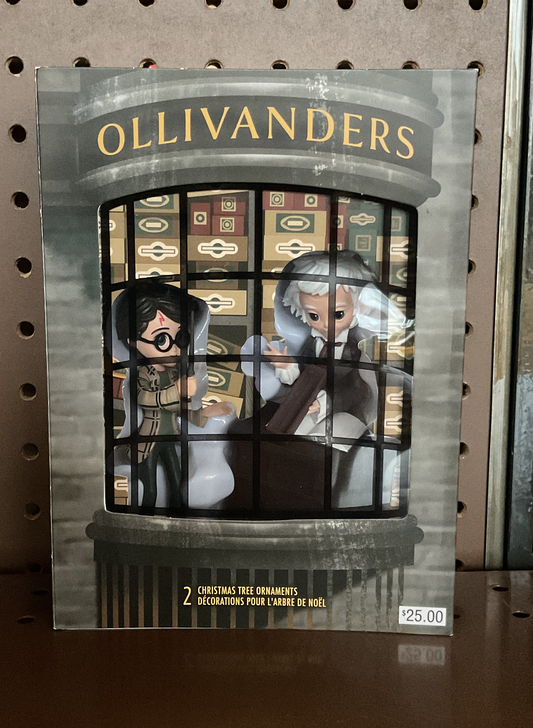 OLLIVANDERS
2 CHRISTMAS TREE ORNAMENTS
DÉCORATIONS POUR L'ARBRE DE NOËL
$25.00